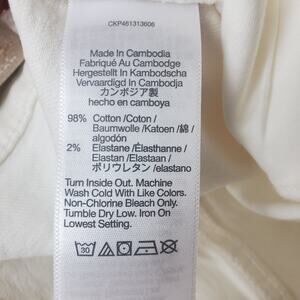 CKP461313606
Made In Cambodia
Fabriqué Au Cambodge
Hergestellt In Kambodscha
Vervaardigd In Cambodja
カンボジア製
hecho en camboya
98% Cotton /Coton /
Baumwolle /Katoen /綿 /
algodón
2% Elastane /Élasthanne /
Elastan /Elastaan /
ポリウレタン /elastano
Turn Inside Out. Machine
Wash Cold With Like Colors.
Non-Chlorine Bleach Only.
Tumble Dry Low. Iron On
Lowest Setting.
30